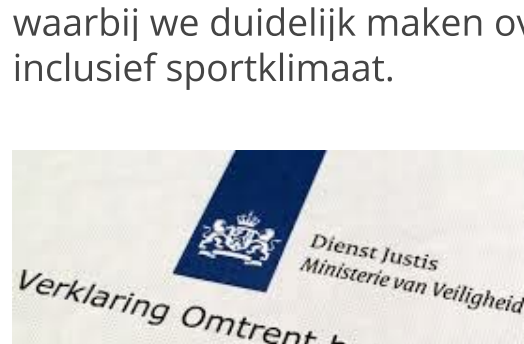 waarbij we duidelijk maken
inclusief sportklimaat.
Dienst Justis
Ministerie van Veiligheid
Verklaring Omtrent